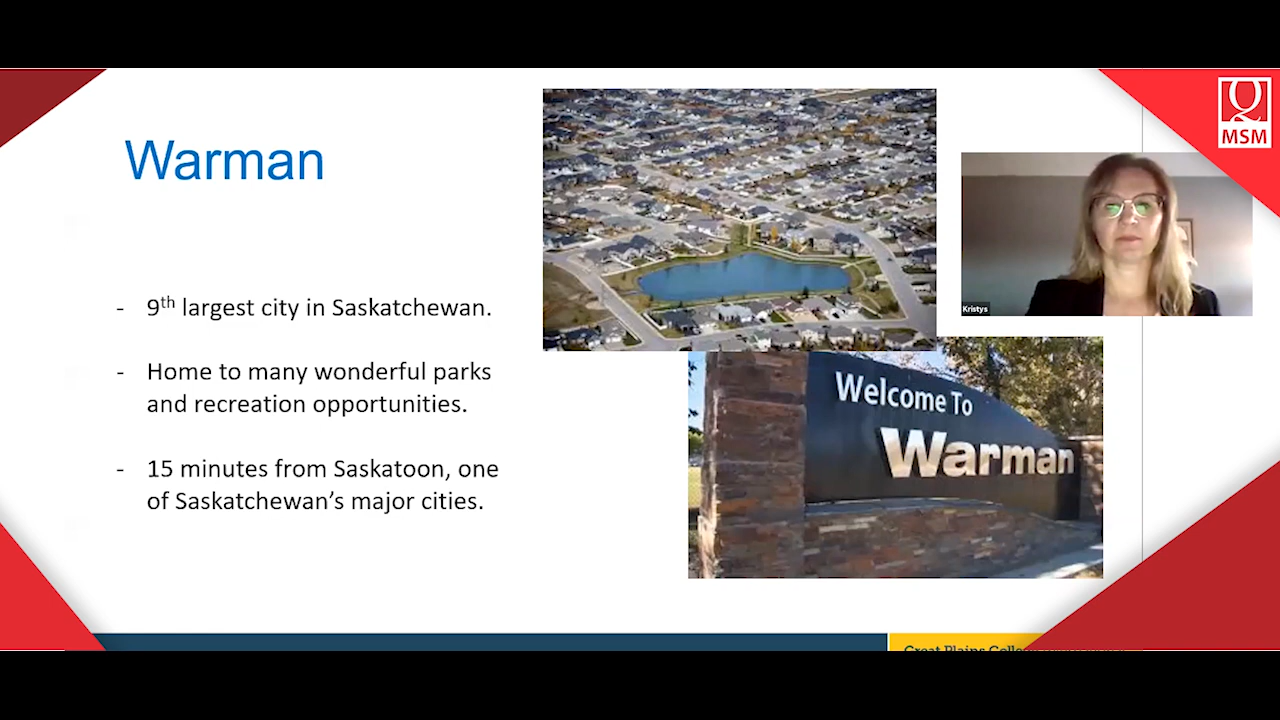 MSM
Warman
- 9th largest city in Saskatchewan.
- Home to many wonderful parks
and recreation opportunities.
- 15 minutes from Saskatoon, one
of Saskatchewan's major cities.
Kristys
Welcome To
Warman
Great Plains